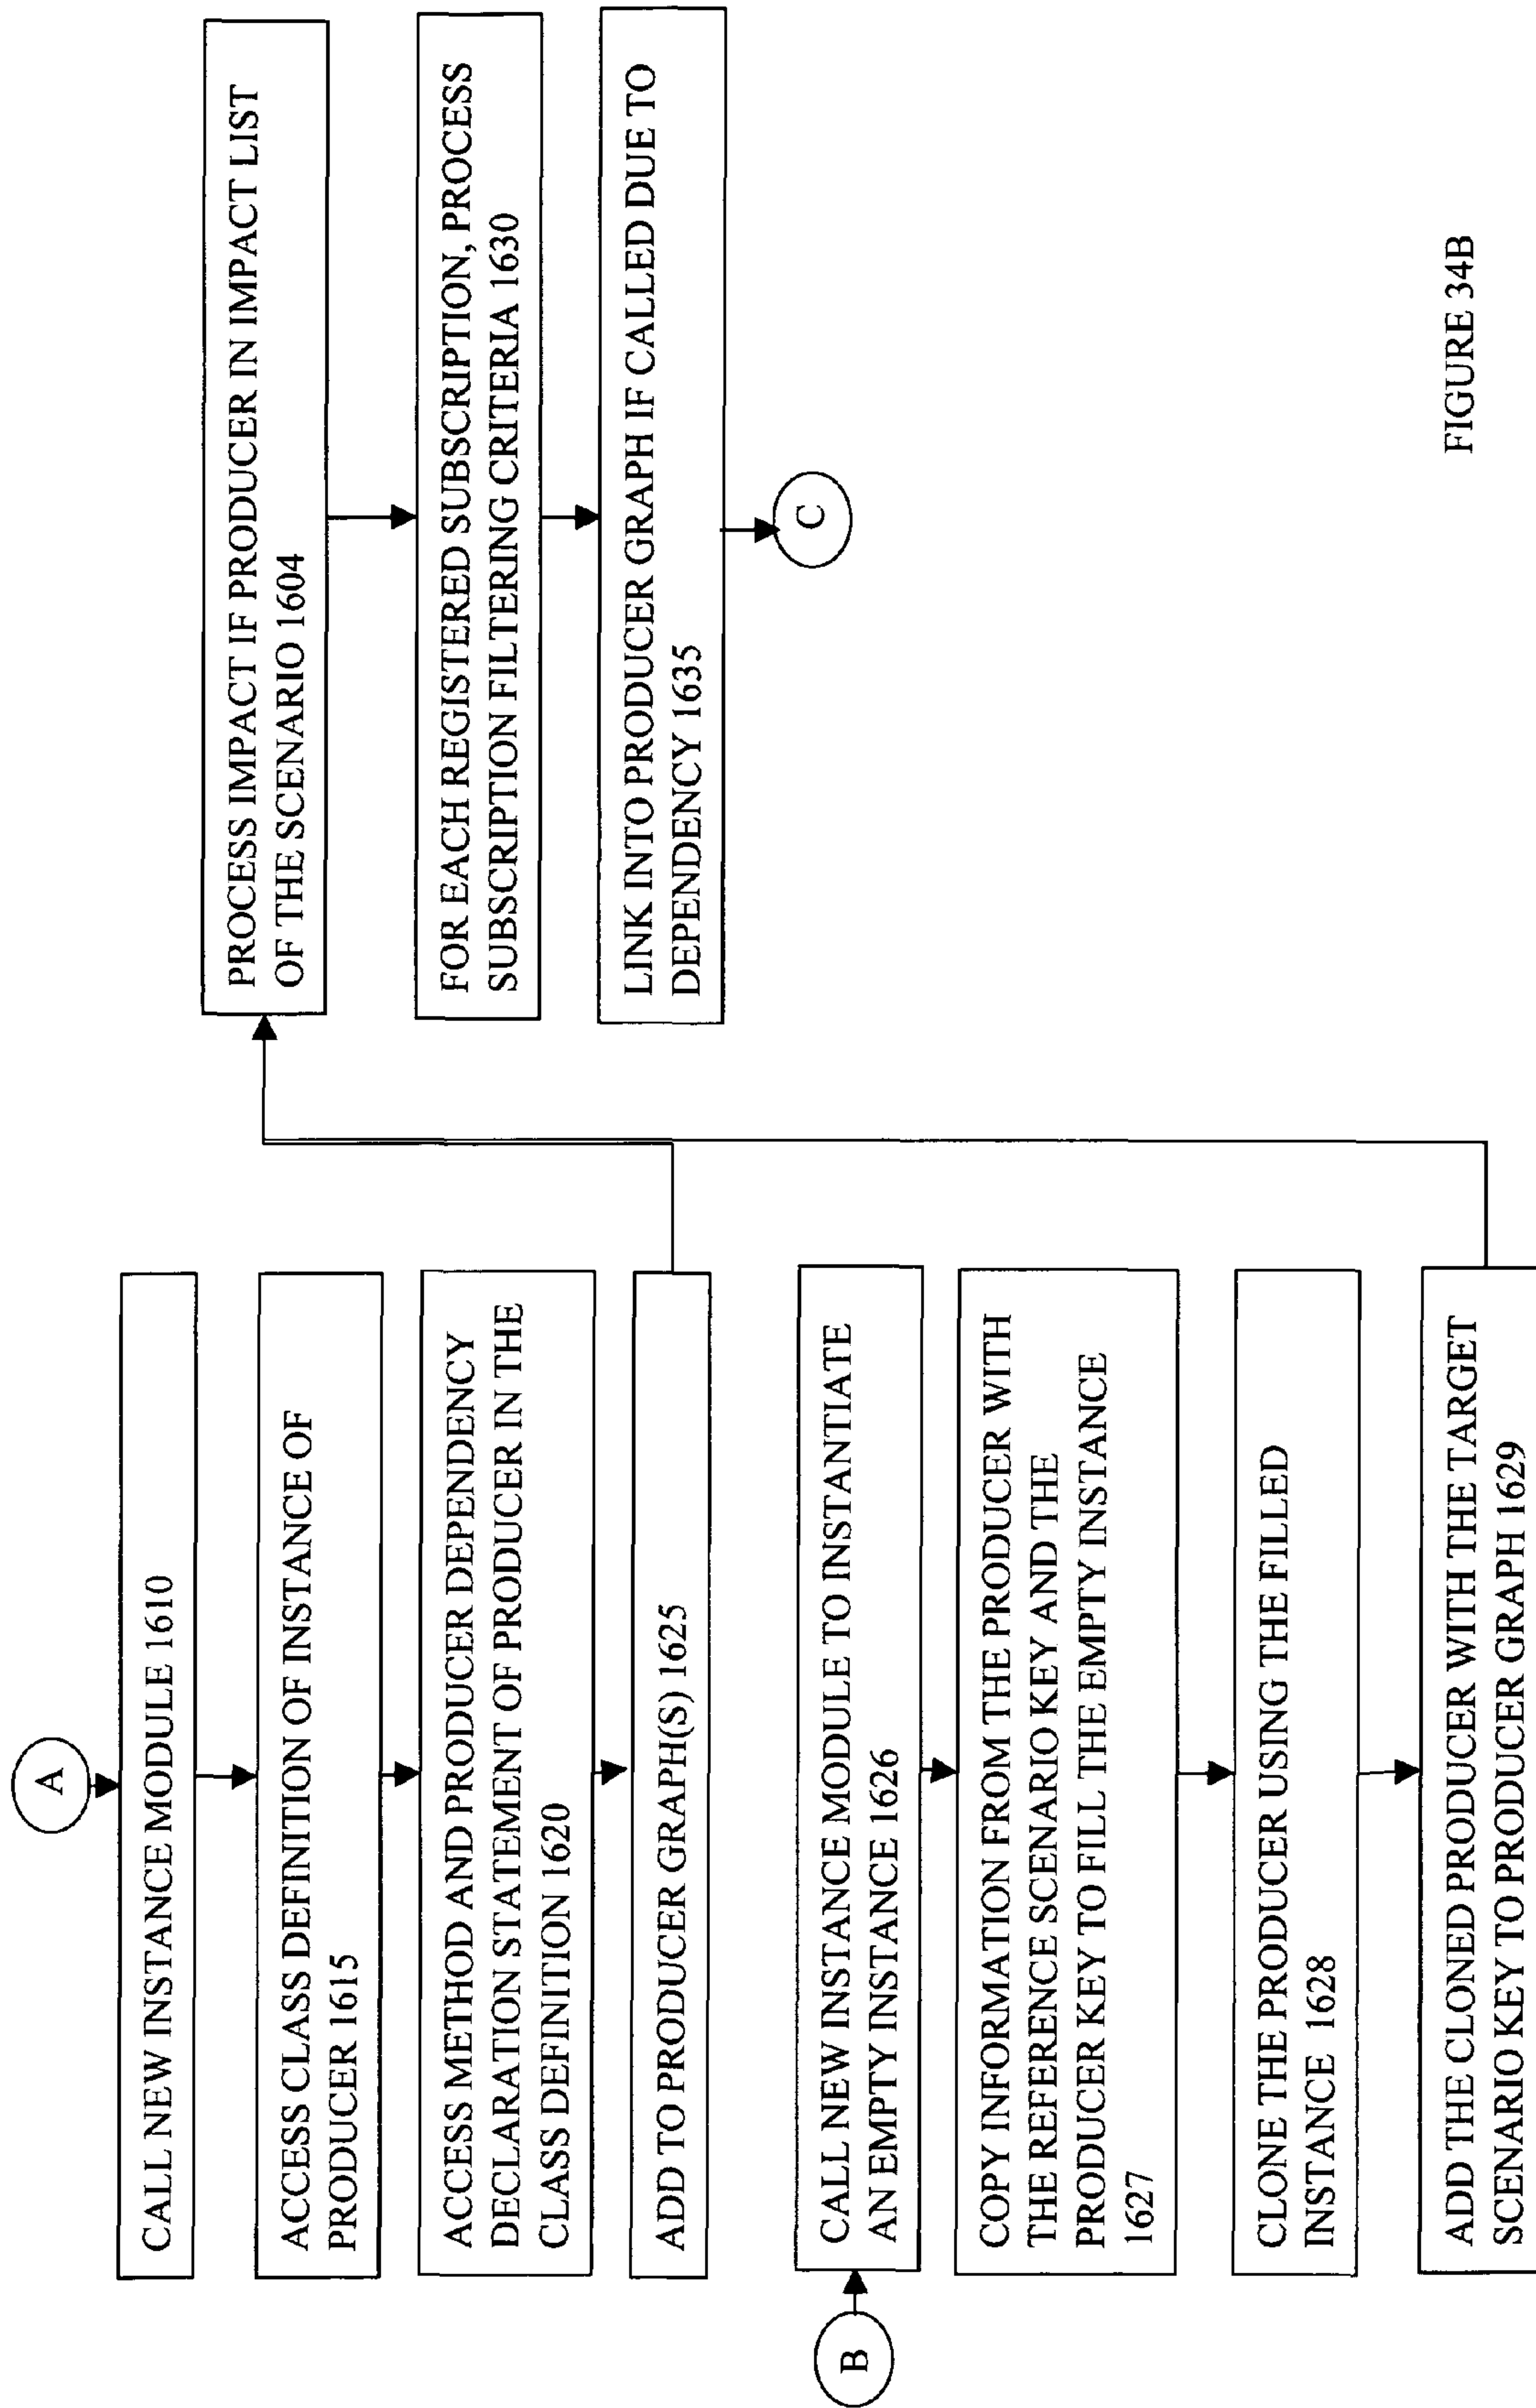 A
CALL NEW INSTANCE MODULE 1610
ACCESS CLASS DEFINITION OF INSTANCE OF
PRODUCER 1615
ACCESS METHOD AND PRODUCER DEPENDENCY
DECLARATION STATEMENT OF PRODUCER IN THE
CLASS DEFINITION 1620
ADD TO PRODUCER GRAPH(S) 1625
B
CALL NEW INSTANCE MODULE TO INSTANTIATE
AN EMPTY INSTANCE 1626
COPY INFORMATION FROM THE PRODUCER WITH
THE REFERENCE SCENARIO KEY AND THE
PRODUCER KEY TO FILL THE EMPTY INSTANCE
1627
CLONE THE PRODUCER USING THE FILLED
INSTANCE 1628
ADD THE CLONED PRODUCER WITH THE TARGET
SCENARIO KEY TO PRODUCER GRAPH 1629
PROCESS IMPACT IF PRODUCER IN IMPACT LIST
OF THE SCENARIO 1604
FOR EACH REGISTERED SUBSCRIPTION, PROCESS
SUBSCRIPTION FILTERING CRITERIA 1630
LINK INTO PRODUCER GRAPH IF CALLED DUE TO
DEPENDENCY 1635
C
FIGURE 34B